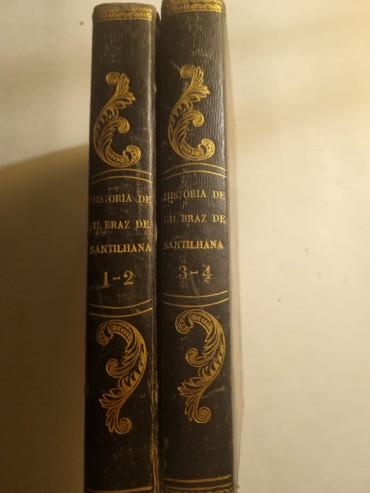 HISTORIA DE
GIL BRAZ DE
SANTILHANA
1-2
HISTORIA DE
GIL BRAZ DE
SANTILHANA
3-4